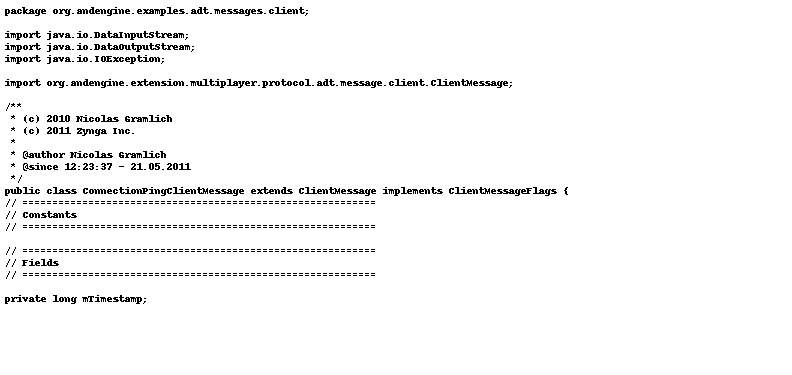 package org.andengine.examples.adt.messages.client;
import java.io.DataInputStream;
import java.io.DataOutputStream;
import java.io.IOException;
import org.andengine.extension.multiplayer.protocol.adt.message.client.ClientMessage;
/**
 * (c) 2010 Nicolas Gramlich
 * (c) 2011 Zynga Inc.
 *
 * @author Nicolas Gramlich
 * @since 12:23:37 - 21.05.2011
 */
public class ConnectionPingClientMessage extends ClientMessage implements ClientMessageFlags {
// ===========================================================
// Constants
// ===========================================================
// ===========================================================
// Fields
// ===========================================================
private long mTimestamp;